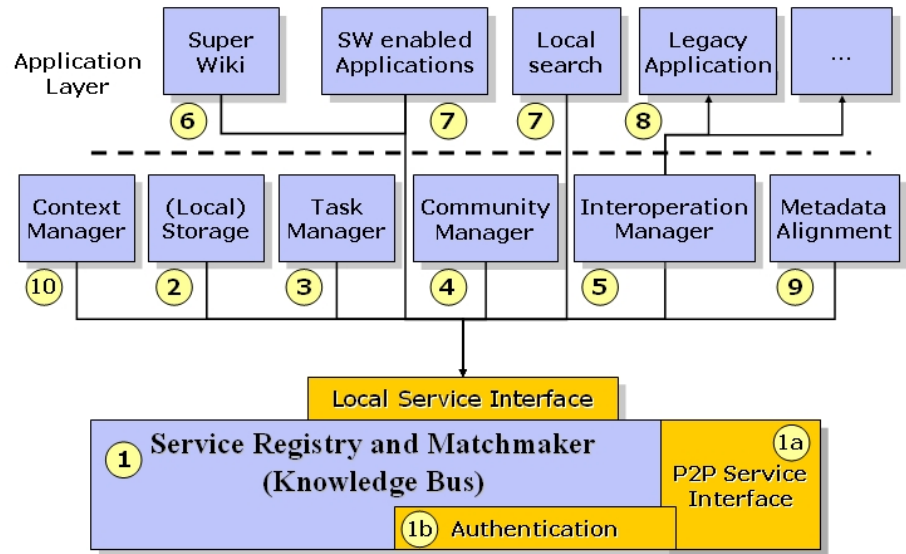 Application
Layer
Super
Wiki
SW enabled
Applications
Local
search
Legacy
Application
...
6
7
7
8
Context
Manager
(Local)
Storage
Task
Manager
Community
Manager
Interoperation
Manager
Metadata
Alignment
10
2
3
4
5
9
Local Service Interface
1
Service Registry and Matchmaker
(Knowledge Bus)
1a
P2P Service
Interface
1b
Authentication